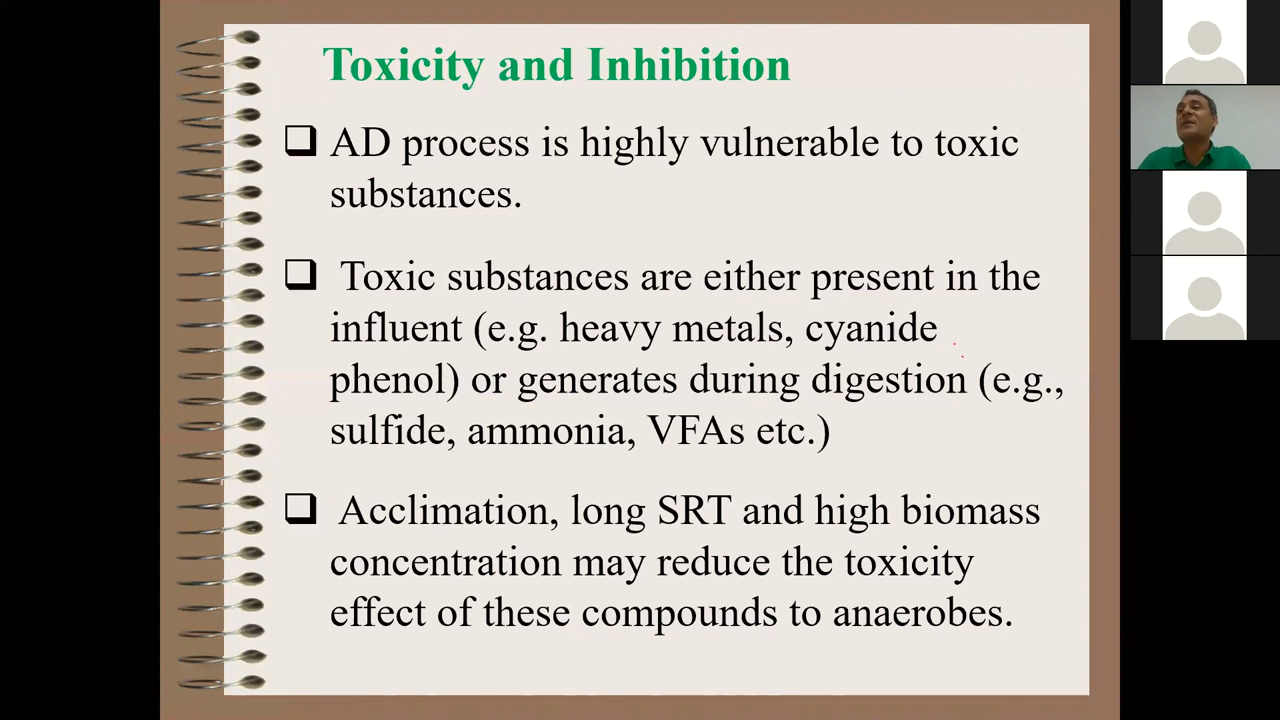 Toxicity and Inhibition
❑ AD process is highly vulnerable to toxic
substances.
❑ Toxic substances are either present in the
influent (e.g. heavy metals, cyanide
phenol) or generates during digestion (e.g.,
sulfide, ammonia, VFAs etc.)
❑ Acclimation, long SRT and high biomass
concentration may reduce the toxicity
effect of these compounds to anaerobes.